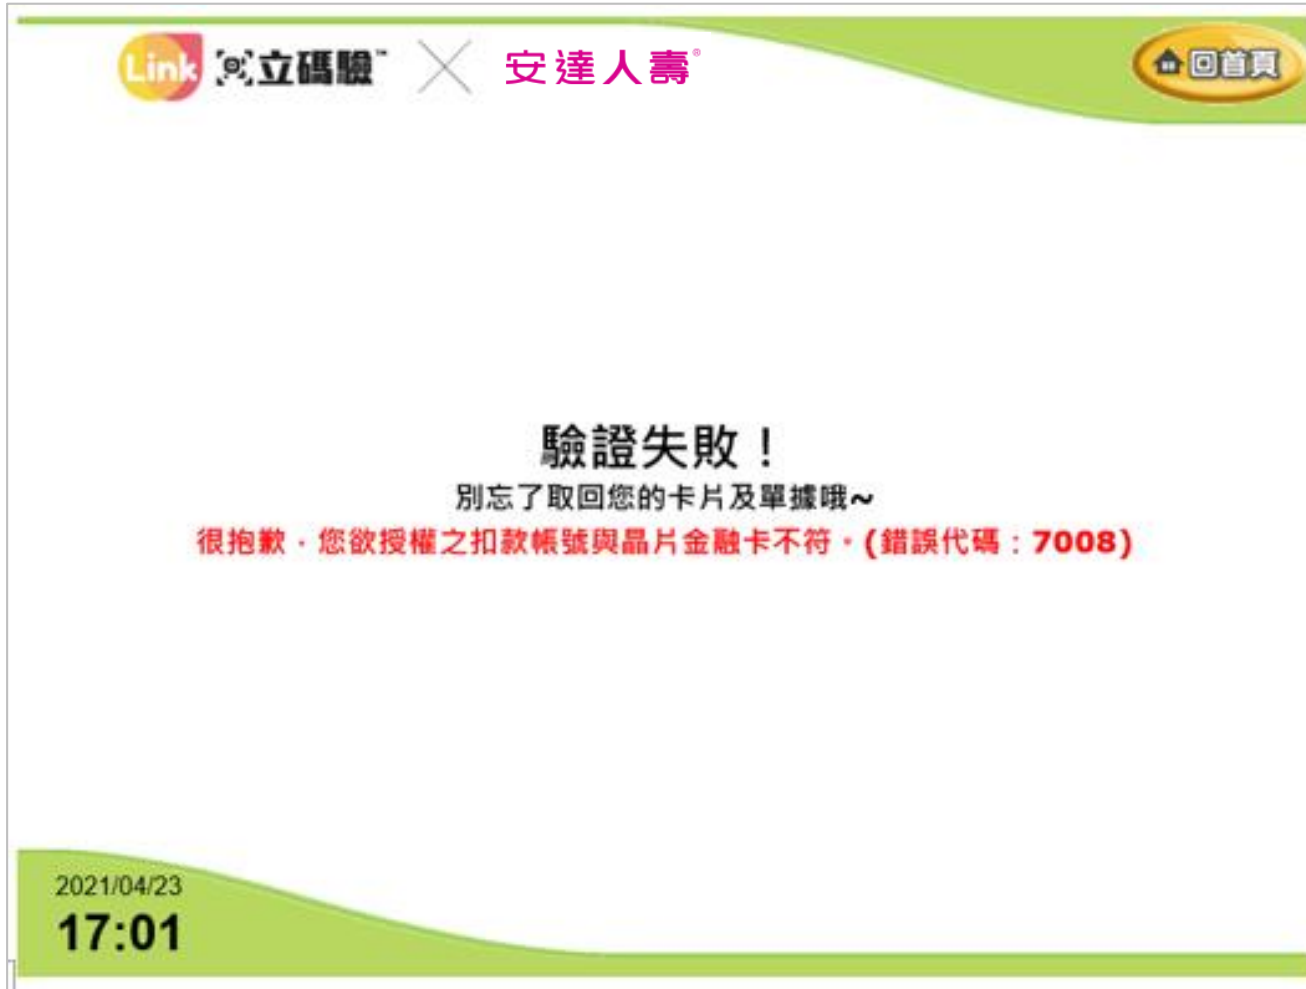 Link 立碼驗™ 安達人壽®
回首頁
驗證失敗！
別忘了取回您的卡片及單據哦~
很抱歉，您欲授權之扣款帳號與晶片金融卡不符。(錯誤代碼：7008)
2021/04/23
17:01